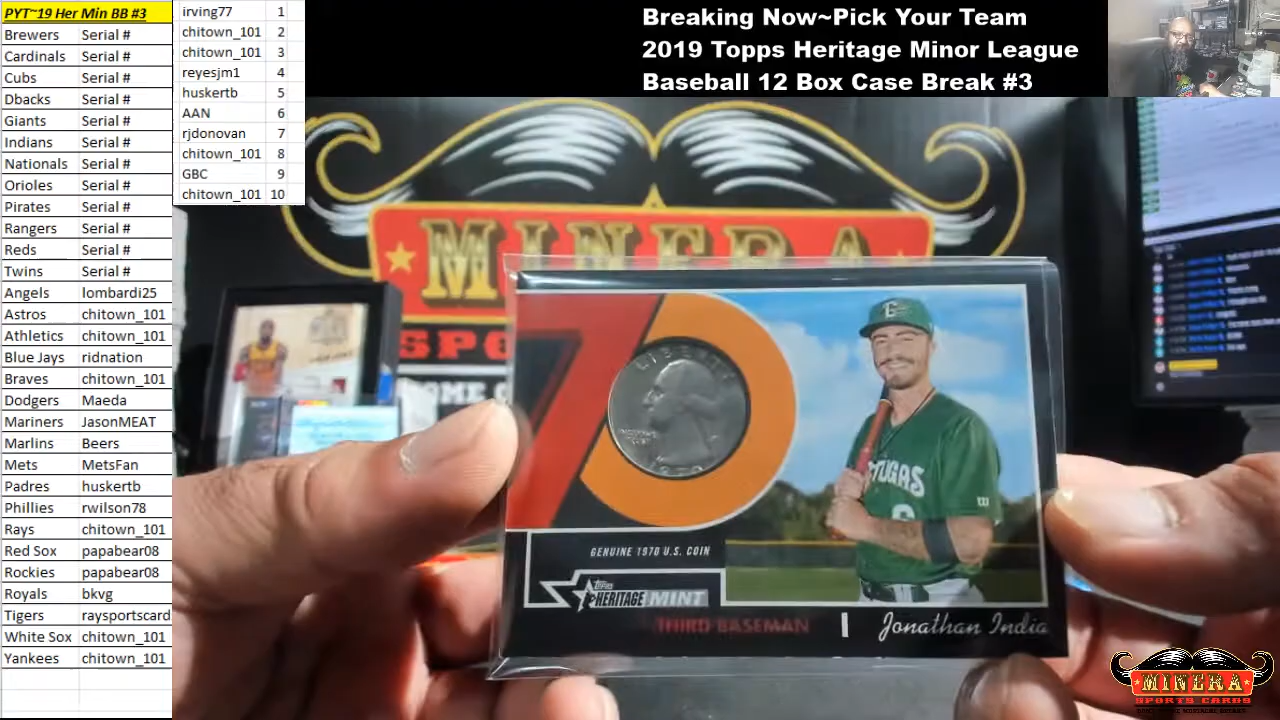 PYT~19 Her Min BB #3
Brewers Serial #
Cardinals Serial #
Cubs Serial #
Dbacks Serial #
Giants Serial #
Indians Serial #
Nationals Serial #
Orioles Serial #
Pirates Serial #
Rangers Serial #
Reds Serial #
Twins Serial #
Angels lombardi25
Astros chitown_101
Athletics chitown_101
Blue Jays ridnation
Braves chitown_101
Dodgers Maeda
Mariners JasonMEAT
Marlins Beers
Mets MetsFan
Padres huskertb
Phillies rwilson78
Rays chitown_101
Red Sox papabear08
Rockies papabear08
Royals bkvg
Tigers raysportscard
White Sox chitown_101
Yankees chitown_101
irving77 1
chitown_101 2
chitown_101 3
reyesjm1 4
huskertb 5
AAN 6
rjdonovan 7
chitown_101 8
GBC 9
chitown_101 10
Breaking Now~Pick Your Team
2019 Topps Heritage Minor League
Baseball 12 Box Case Break #3
MINERA
SPO
70
LIBERTY
GENUINE 1970 U.S. COIN
Topps
HERITAGE MINT
THIRD BASEMAN
Jonathan India
TUGAS
MINERA
SPORTS CARDS